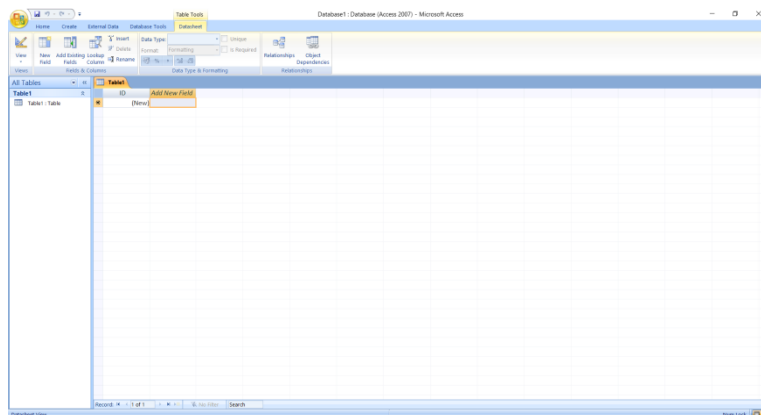 Table Tools
Database1 : Database (Access 2007) - Microsoft Access
Home Create External Data Database Tools Datasheet
View
New Field
Add Existing Fields
Lookup Column
Insert
Delete
Rename
Data Type:
Format: Formatting
Unique
Is Required
Relationships
Object Dependencies
Views
Fields & Columns
Data Type & Formatting
Relationships
All Tables
Table1
Table1 : Table
Table1
ID Add New Field
(New)
Record: 1 of 1 No Filter Search
Datasheet View
Num Lock